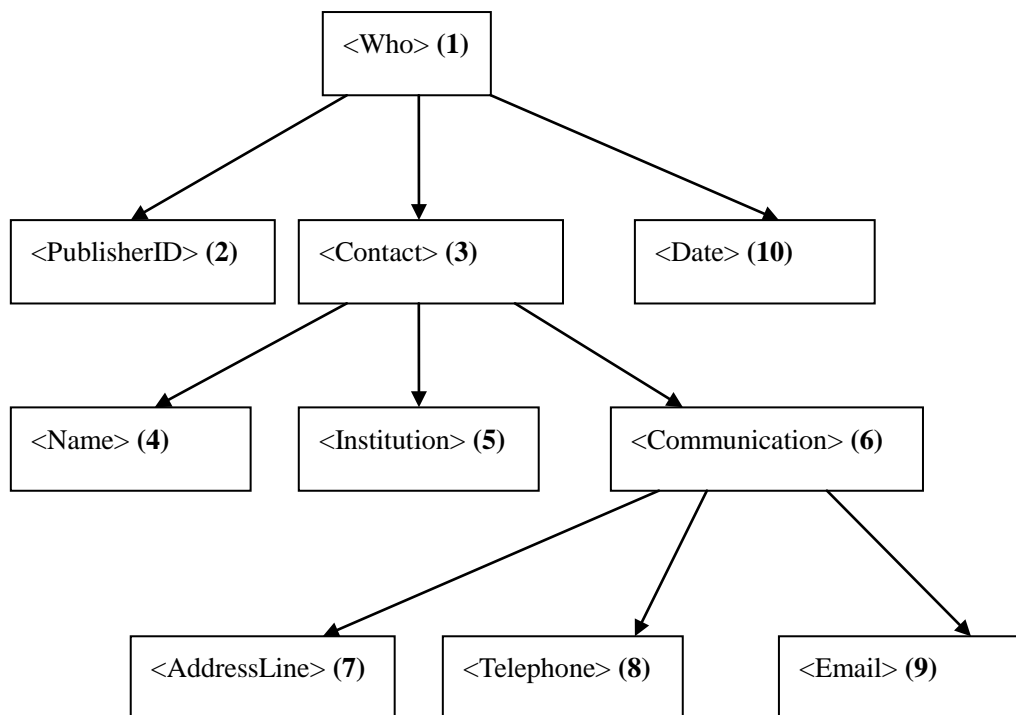 <Who> (1)
<PublisherID> (2)
<Contact> (3)
<Date> (10)
<Name> (4)
<Institution> (5)
<Communication> (6)
<AddressLine> (7)
<Telephone> (8)
<Email> (9)